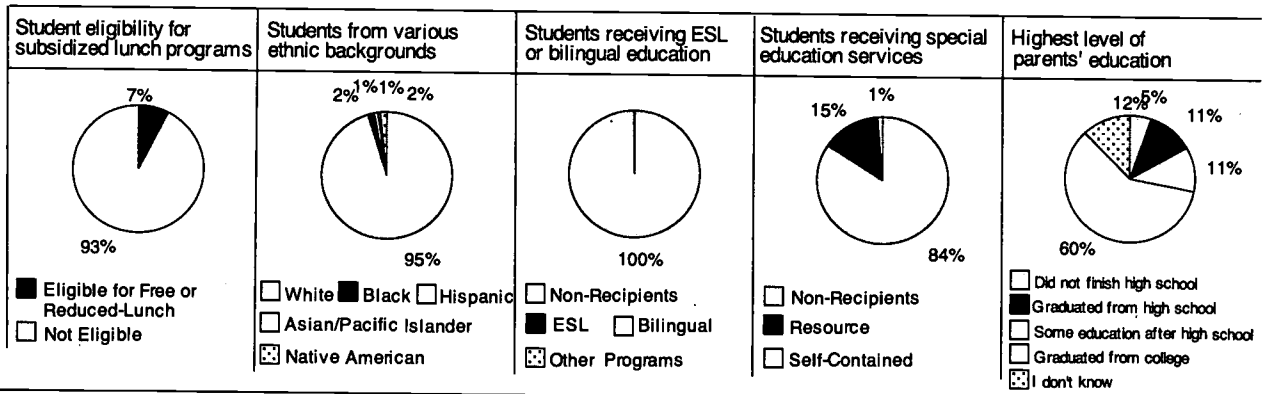 Student eligibility for
subsidized lunch programs
7%
93%
Eligible for Free or
Reduced-Lunch
Not Eligible
Students from various
ethnic backgrounds
2% 1% 1% 2%
95%
White Black Hispanic
Asian/Pacific Islander
Native American
Students receiving ESL
or bilingual education
100%
Non-Recipients
ESL Bilingual
Other Programs
Students receiving special
education services
15% 1%
84%
Non-Recipients
Resource
Self-Contained
Highest level of
parents' education
12% 5%
11%
11%
60%
Did not finish high school
Graduated from high school
Some education after high school
Graduated from college
I don't know